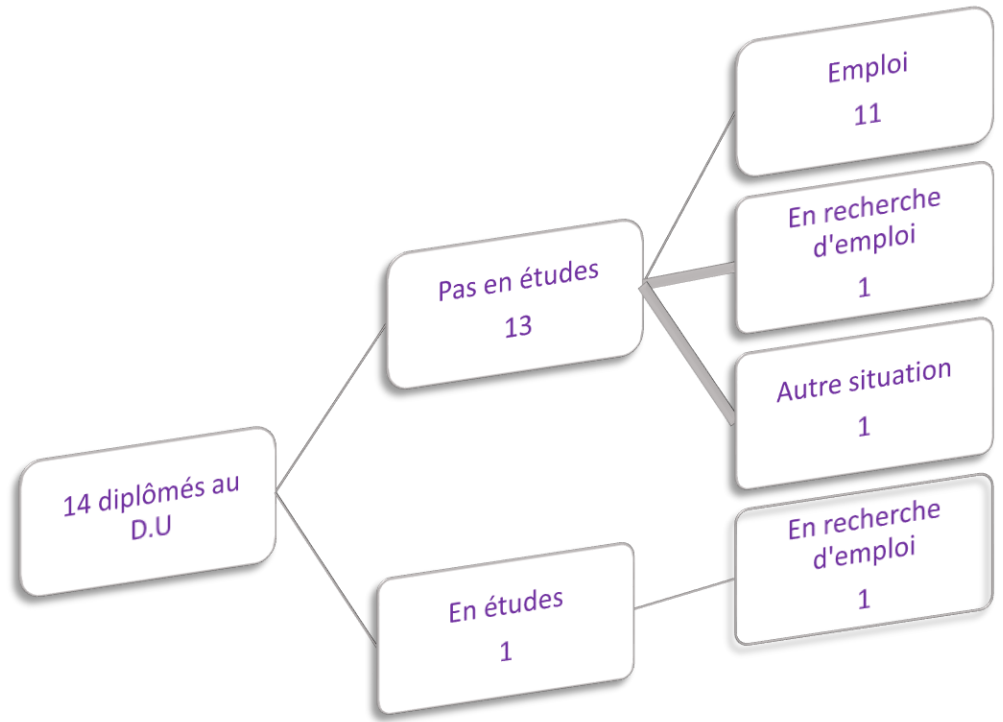 14 diplômés au
D.U
Pas en études
13
En études
1
Emploi
11
En recherche
d'emploi
1
Autre situation
1
En recherche
d'emploi
1